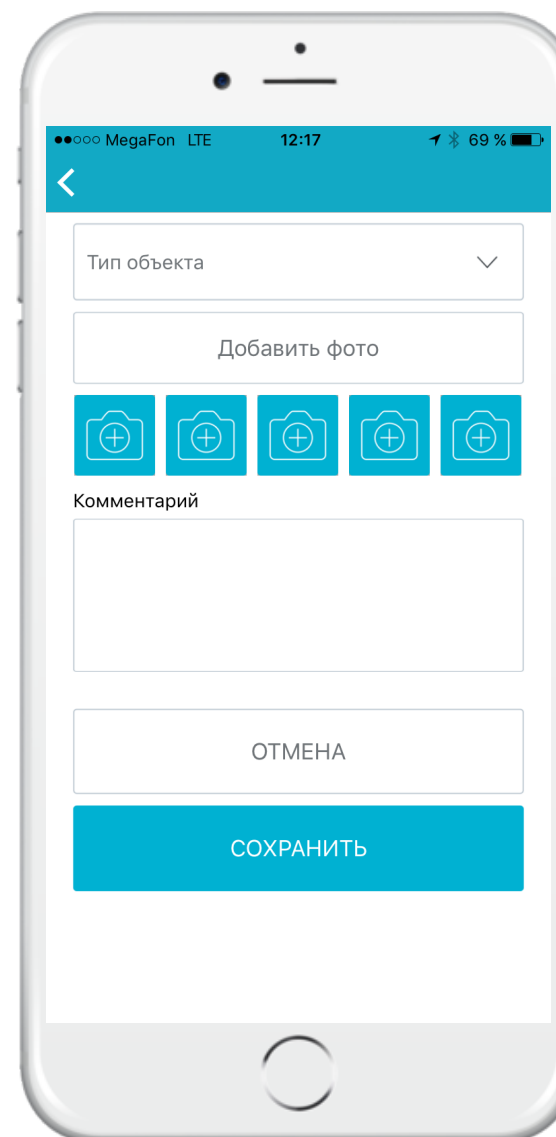 MegaFon LTE 12:17 69 %
Тип объекта
Добавить фото
Комментарий
ОТМЕНА
СОХРАНИТЬ